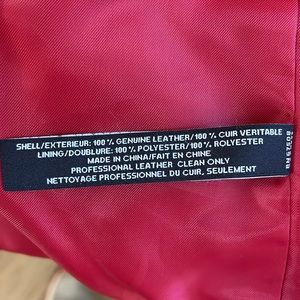 SHELL/EXTERIEUR: 100% GENUINE LEATHER/100% CUIR VERITABLE
LINING/DOUBLURE: 100% POLYESTER/100% ROLYESTER
MADE IN CHINA/FAIT EN CHINE
PROFESSIONAL LEATHER CLEAN ONLY
NETTOYAGE PROFESSIONNEL DU CUIR, SEULEMENT